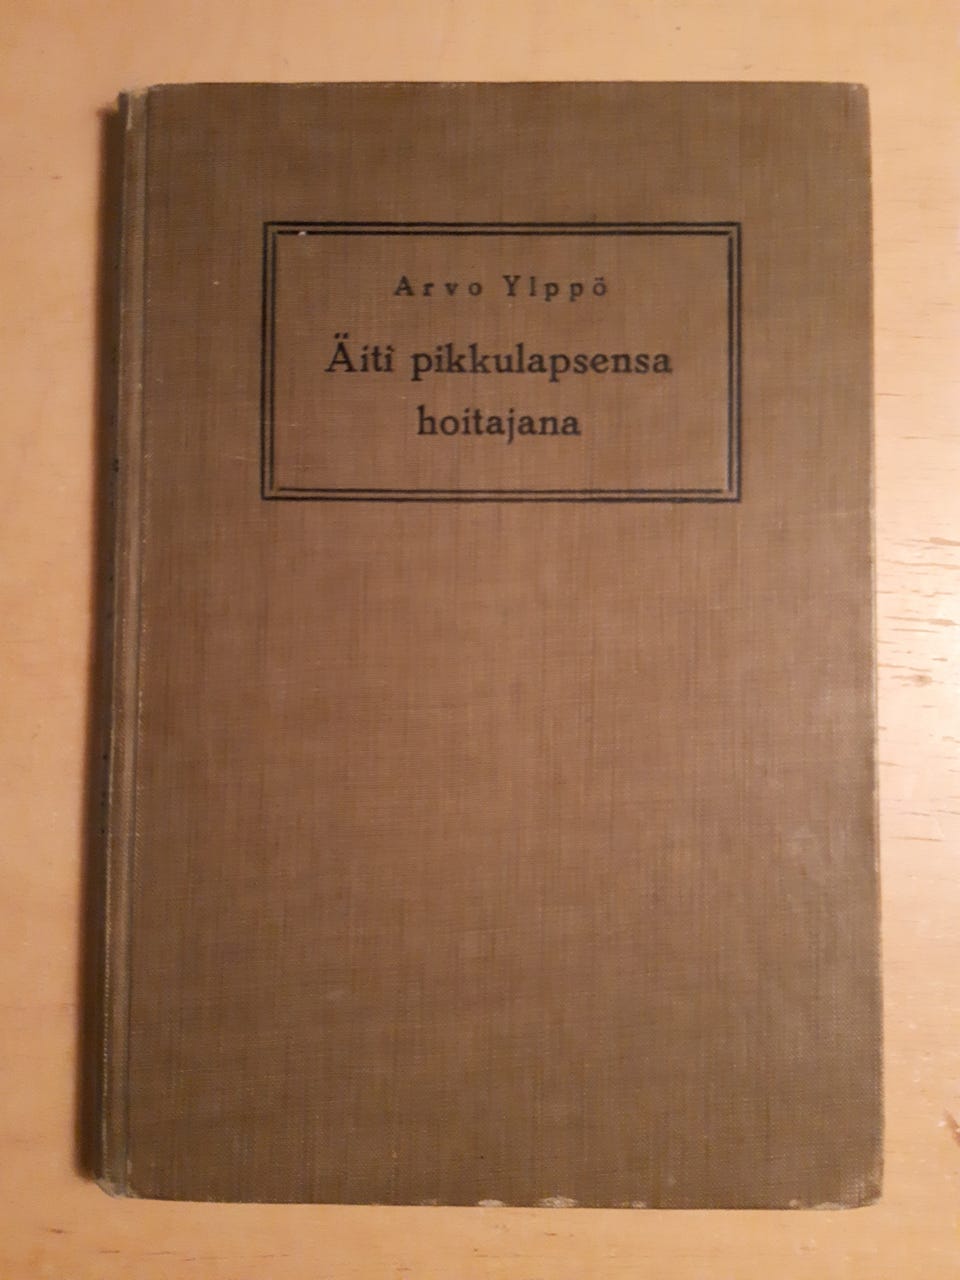 Arvo Ylppö
Äiti pikkulapsensa
hoitajana